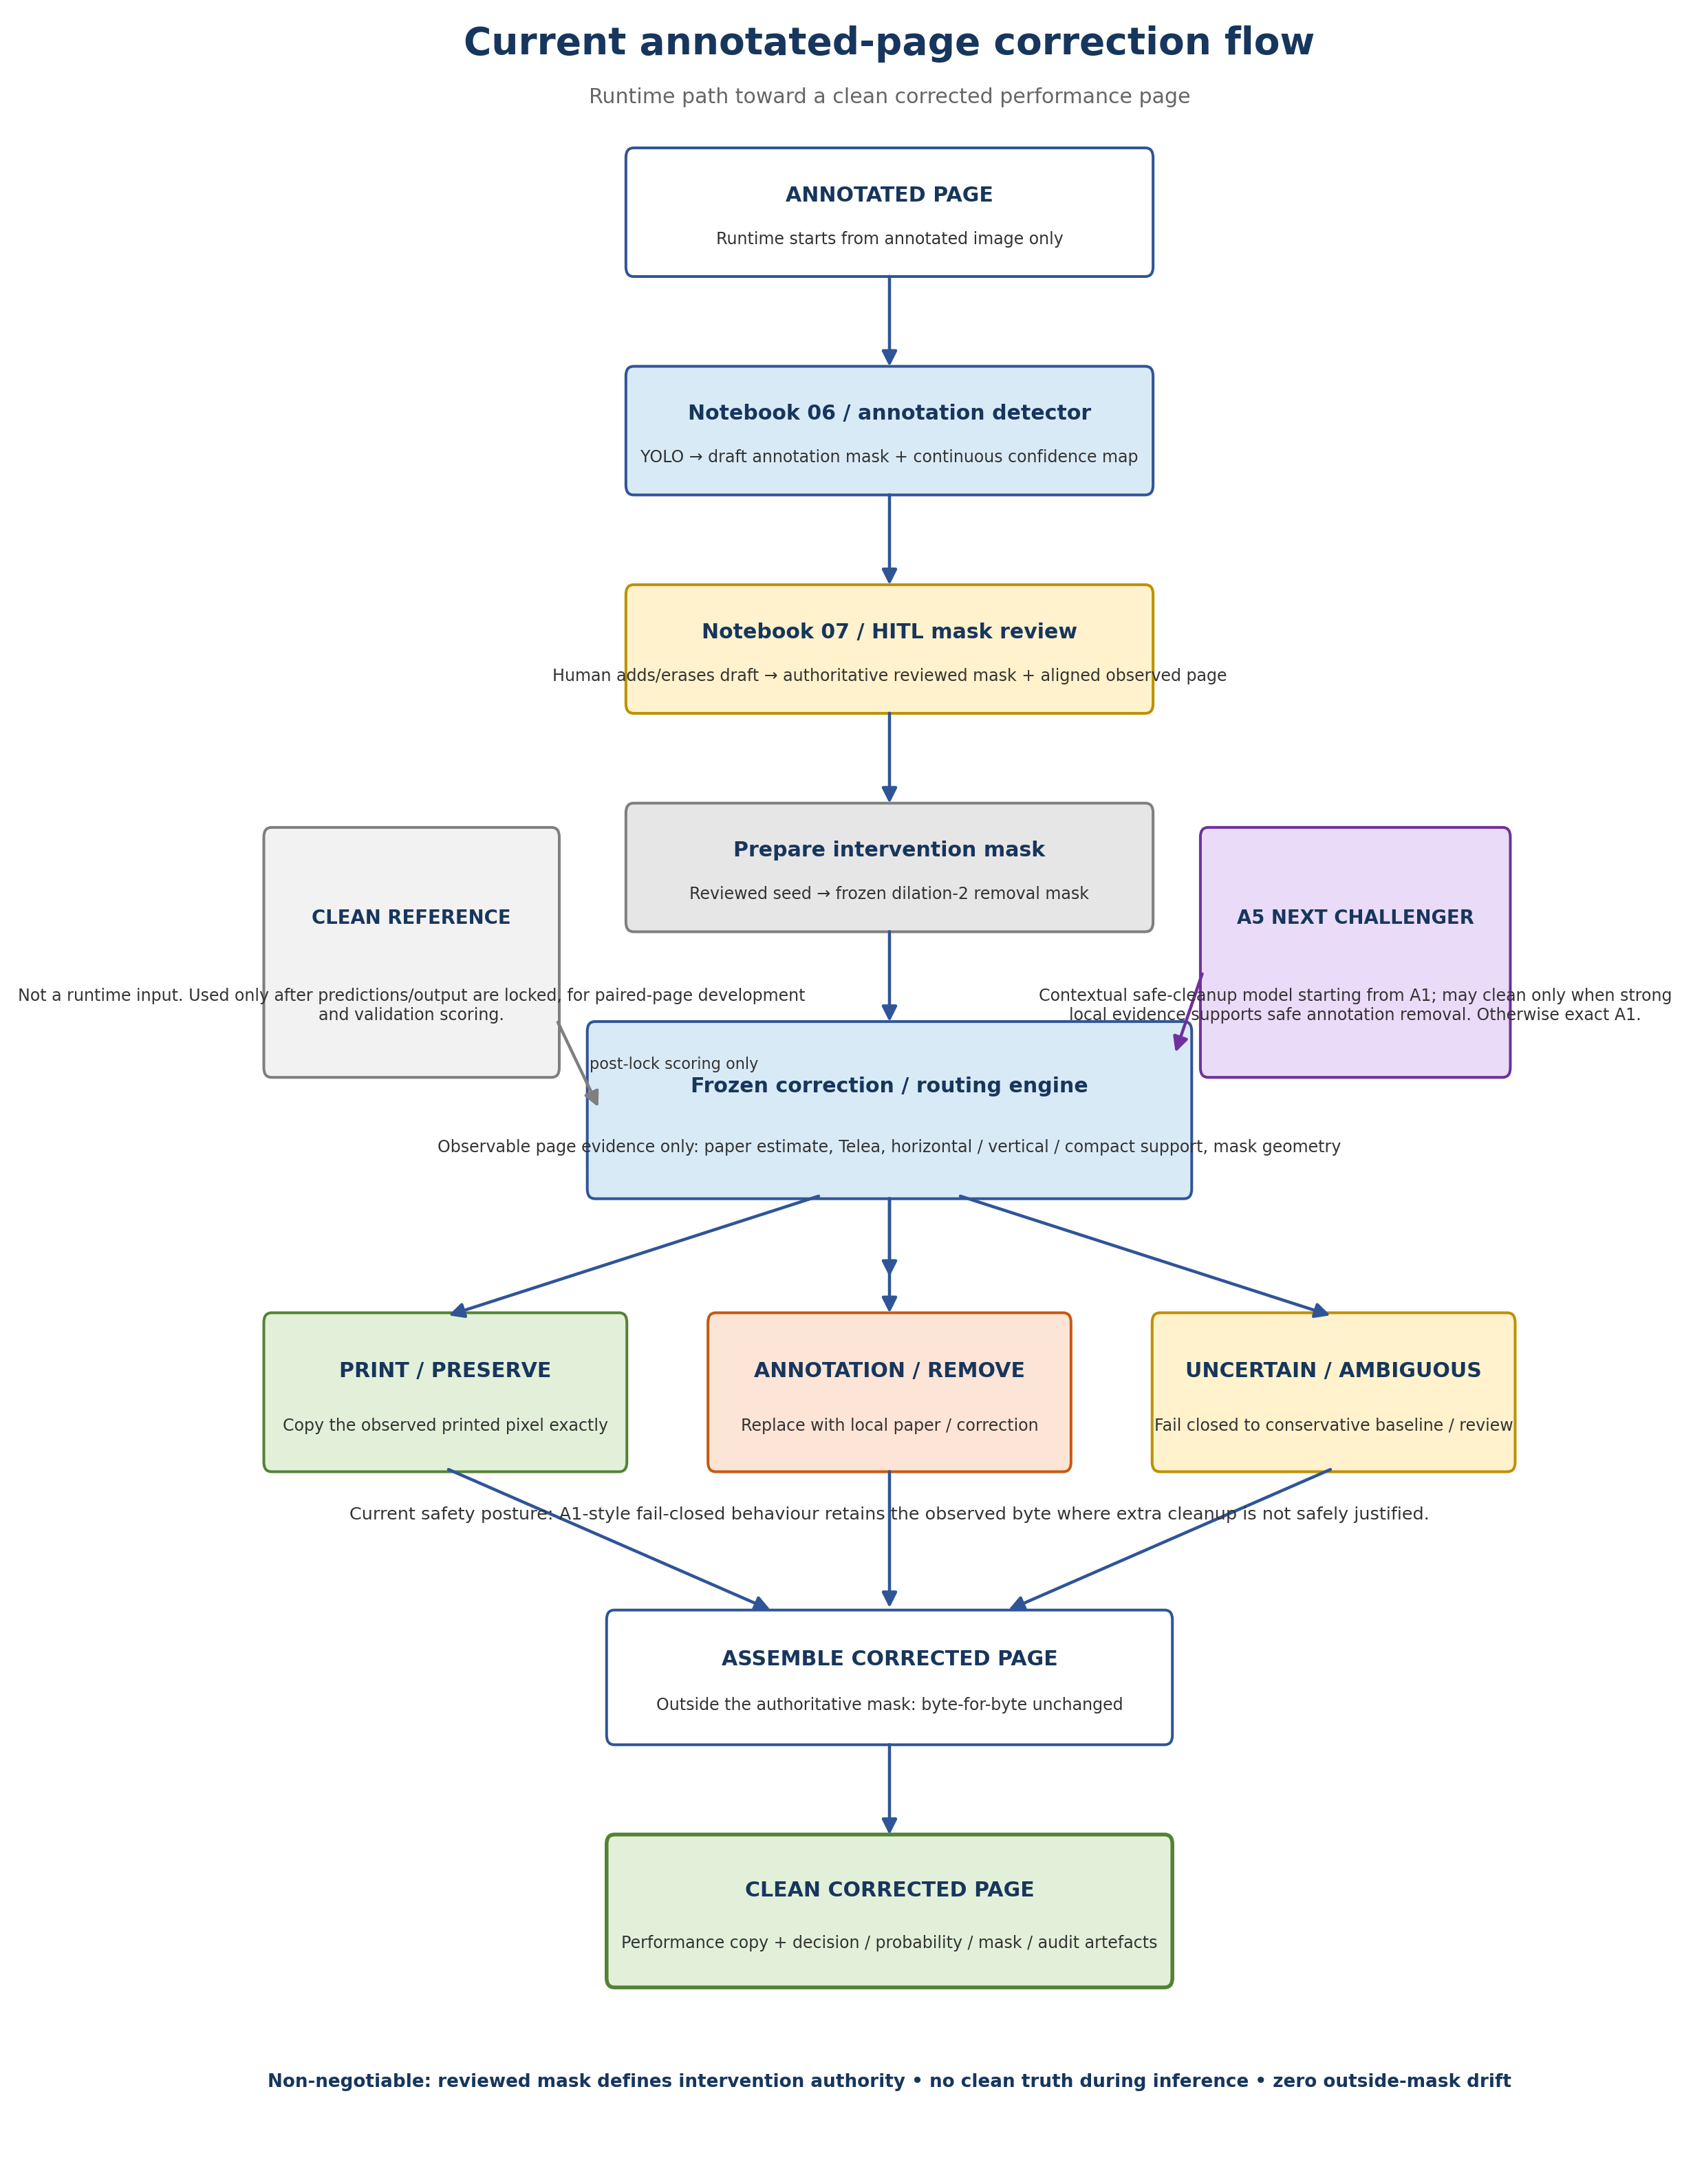 Current annotated-page correction flow
Runtime path toward a clean corrected performance page
ANNOTATED PAGE
Runtime starts from annotated image only
Notebook 06 / annotation detector
YOLO → draft annotation mask + continuous confidence map
Notebook 07 / HITL mask review
Human adds/erases draft → authoritative reviewed mask + aligned observed page
Prepare intervention mask
Reviewed seed → frozen dilation-2 removal mask
CLEAN REFERENCE
Not a runtime input. Used only after predictions/output are locked, for paired-page development
and validation scoring.
A5 NEXT CHALLENGER
Contextual safe-cleanup model starting from A1; may clean only when strong
local evidence supports safe annotation removal. Otherwise exact A1.
post-lock scoring only
Frozen correction / routing engine
Observable page evidence only: paper estimate, Telea, horizontal / vertical / compact support, mask geometry
PRINT / PRESERVE
Copy the observed printed pixel exactly
ANNOTATION / REMOVE
Replace with local paper / correction
UNCERTAIN / AMBIGUOUS
Fail closed to conservative baseline / review
Current safety posture: A1-style fail-closed behaviour retains the observed byte where extra cleanup is not safely justified.
ASSEMBLE CORRECTED PAGE
Outside the authoritative mask: byte-for-byte unchanged
CLEAN CORRECTED PAGE
Performance copy + decision / probability / mask / audit artefacts
Non-negotiable: reviewed mask defines intervention authority • no clean truth during inference • zero outside-mask drift